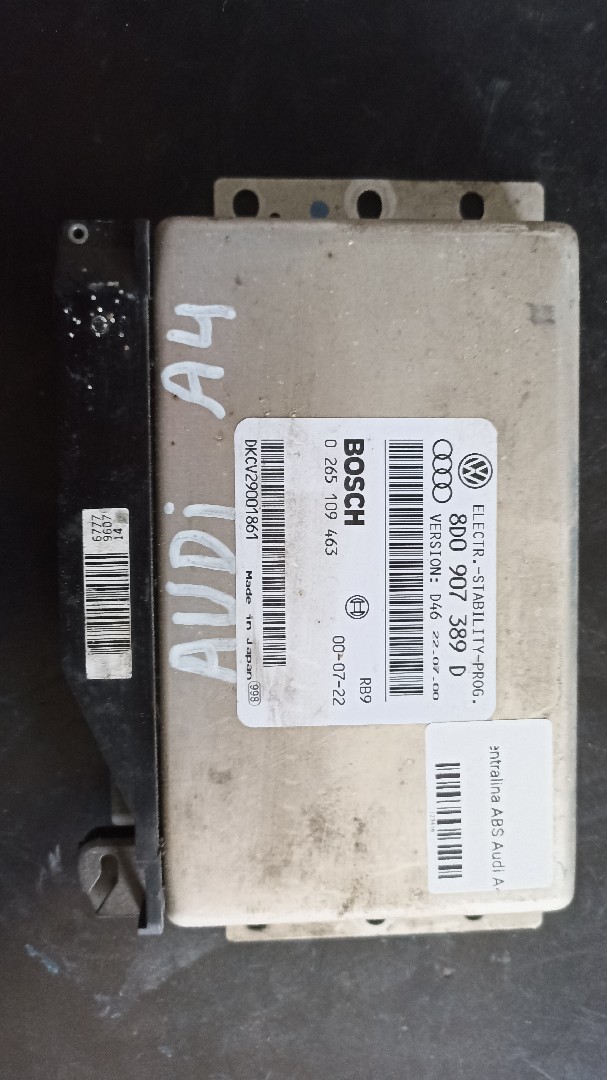 AUDi A4
ELECTR.-STABILITY-PROG.
8D0 907 389 D
VERSION: D46 22.07.00
BOSCH
0 265 109 463
RB9
00-07-22
DKCV29001861
Made in Japan
998
6777
9607
14
entralina ABS Audi A